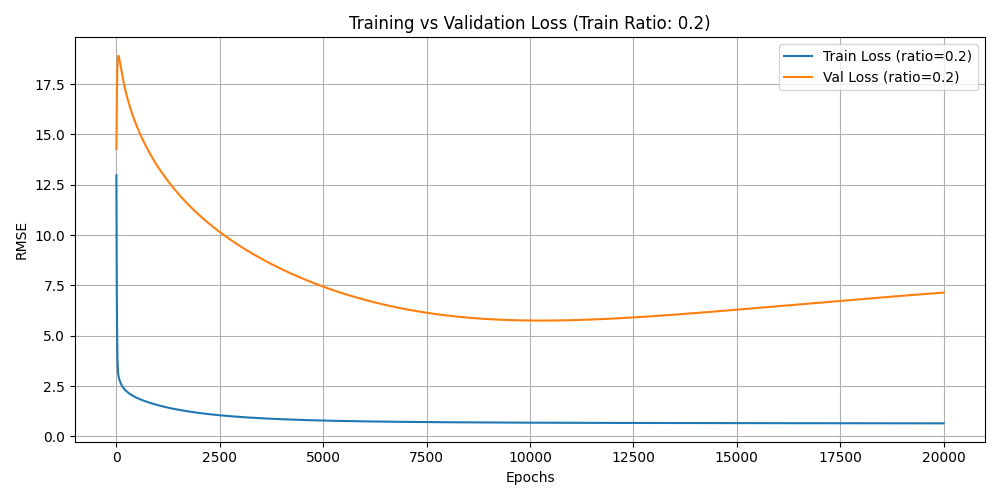 Training vs Validation Loss (Train Ratio: 0.2)
Train Loss (ratio=0.2)
Val Loss (ratio=0.2)
17.5
15.0
12.5
10.0
7.5
5.0
2.5
0.0
RMSE
0 2500 5000 7500 10000 12500 15000 17500 20000
Epochs